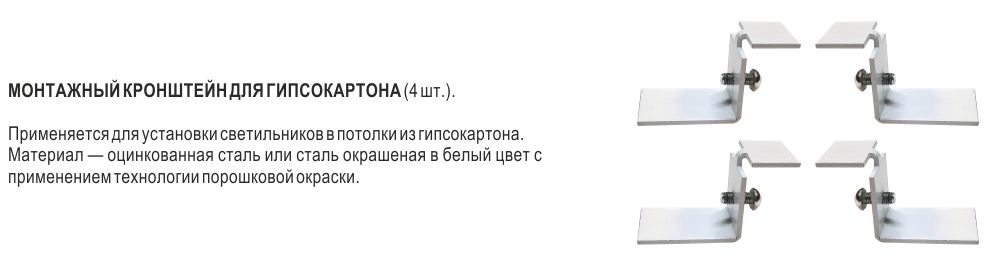 МОНТАЖНЫЙ КРОНШТЕЙН ДЛЯ ГИПСОКАРТОНА (4 шт.).
Применяется для установки светильников в потолки из гипсокартона.
Материал — оцинкованная сталь или сталь окрашеная в белый цвет с
применением технологии порошковой окраски.